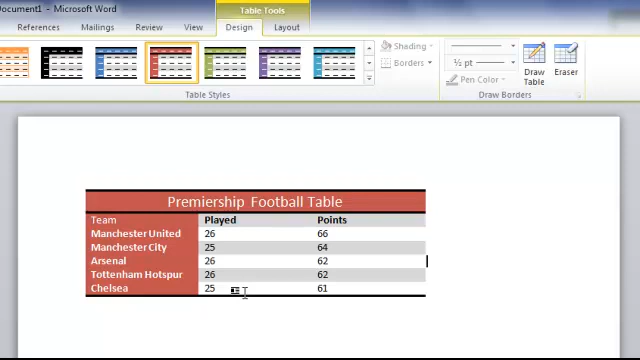 Document1 - Microsoft Word
Table Tools
References Mailings Review View Design Layout
Shading
Borders
½ pt
Pen Color
Draw Table
Eraser
Table Styles
Draw Borders
Premiership Football Table
Team Played Points
Manchester United 26 66
Manchester City 25 64
Arsenal 26 62
Tottenham Hotspur 26 62
Chelsea 25 61